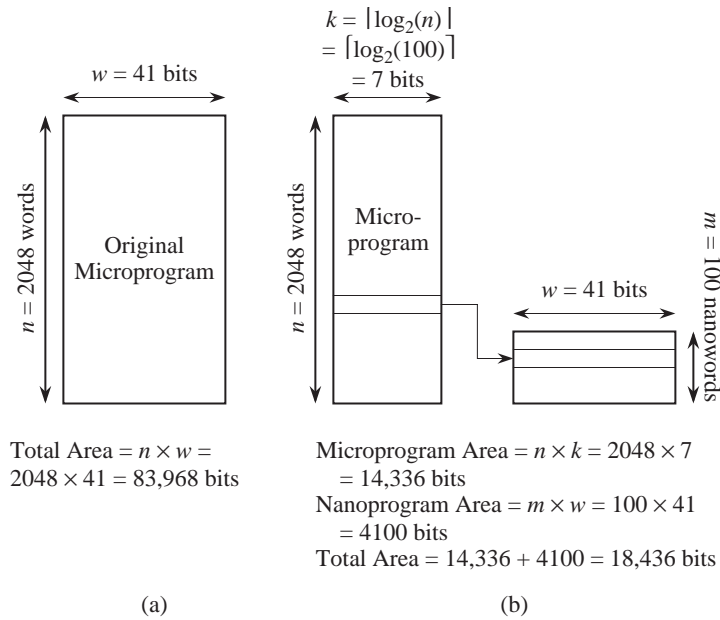 k = ⌈log2(n)⌉
= ⌈log2(100)⌉
= 7 bits
w = 41 bits
n = 2048 words
Original
Microprogram
n = 2048 words
Micro-
program
w = 41 bits
m = 100 nanowords
Total Area = n × w =
2048 × 41 = 83,968 bits
Microprogram Area = n × k = 2048 × 7
= 14,336 bits
Nanoprogram Area = m × w = 100 × 41
= 4100 bits
Total Area = 14,336 + 4100 = 18,436 bits
(a)
(b)